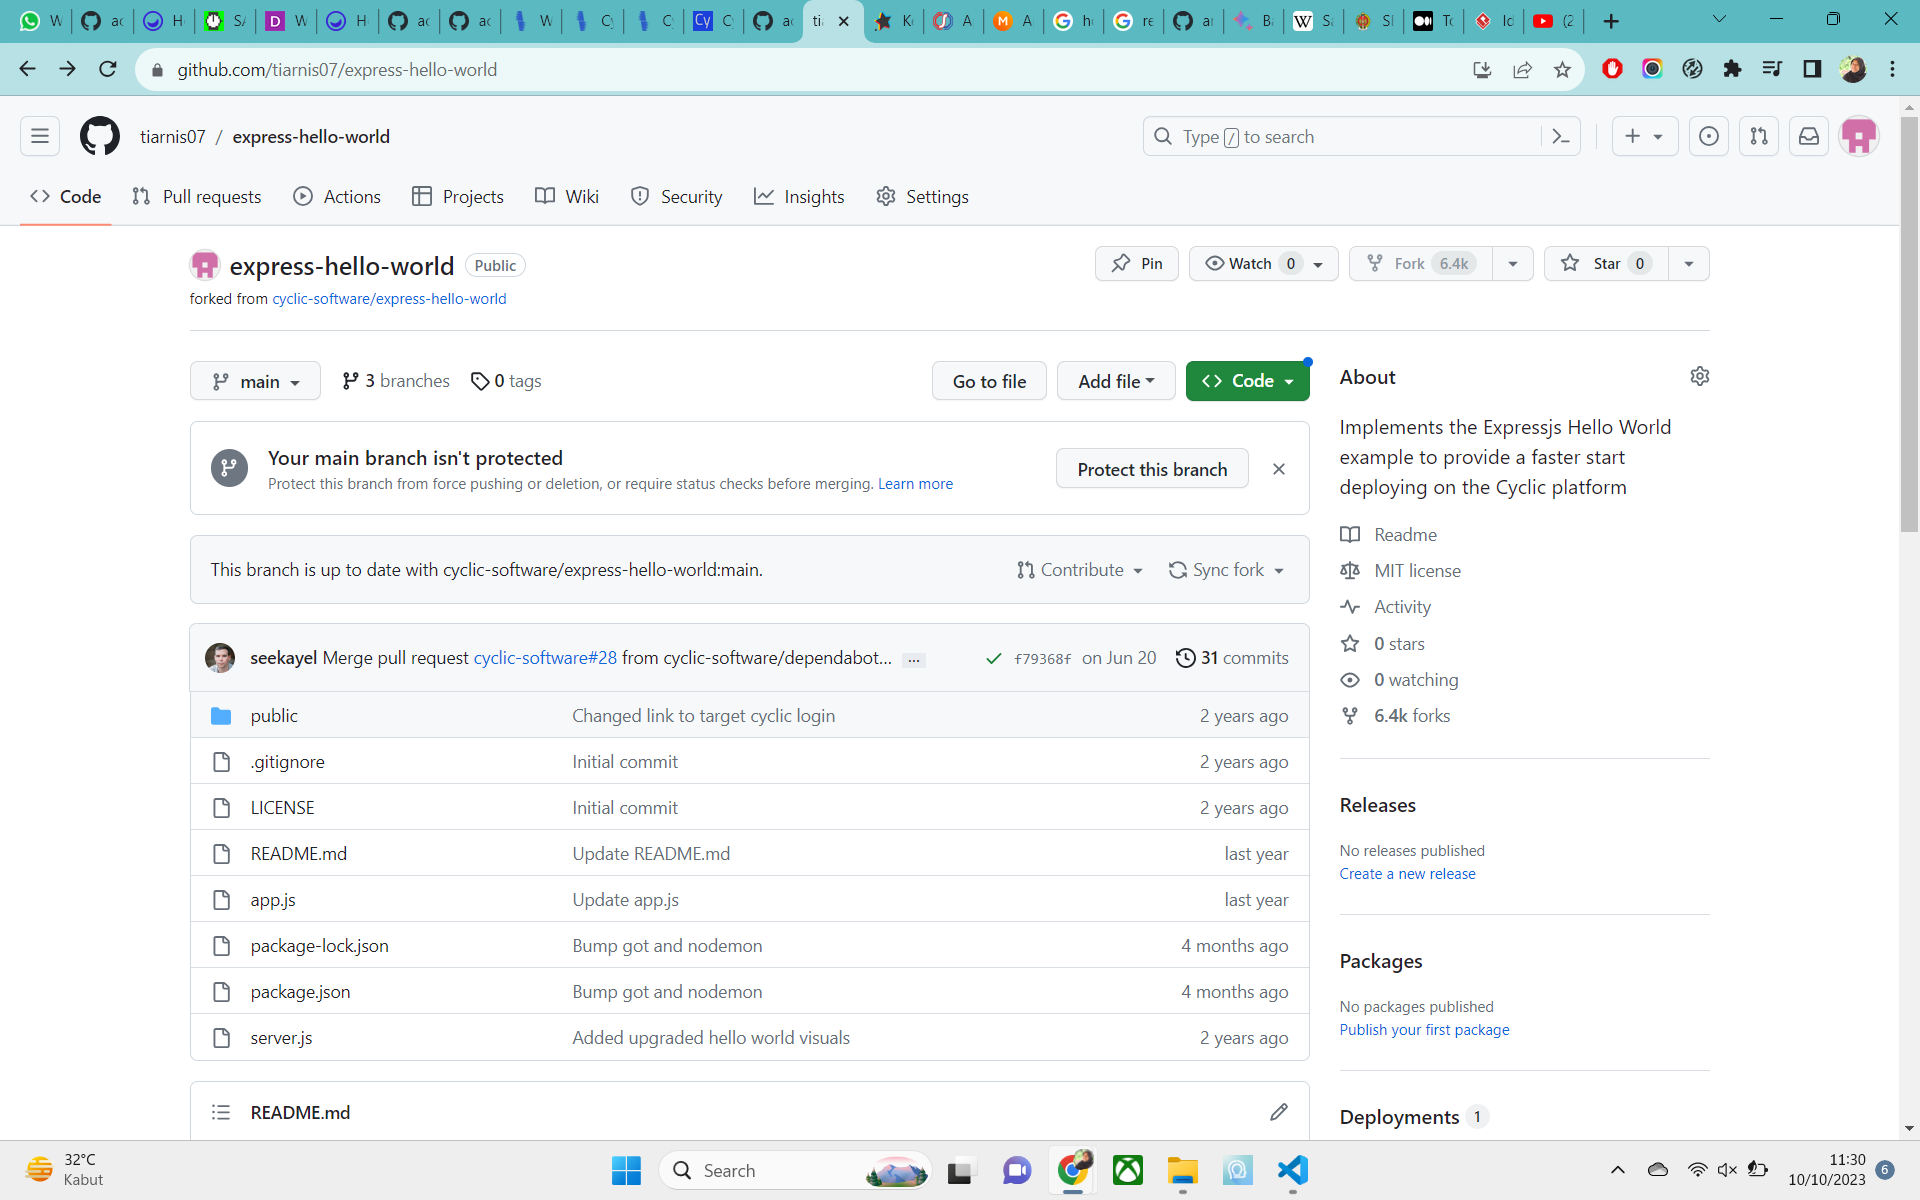 github.com/tiarnis07/express-hello-world
tiarnis07 / express-hello-world
Type / to search
Code Pull requests Actions Projects Wiki Security Insights Settings
express-hello-world Public
Pin Watch 0 Fork 6.4k Star 0
forked from cyclic-software/express-hello-world
main 3 branches 0 tags Go to file Add file Code
About
Your main branch isn't protected
Protect this branch from force pushing or deletion, or require status checks before merging. Learn more
Protect this branch
Implements the Expressjs Hello World
example to provide a faster start
deploying on the Cyclic platform
Readme
MIT license
Activity
0 stars
0 watching
6.4k forks
This branch is up to date with cyclic-software/express-hello-world:main. Contribute Sync fork
seekayel Merge pull request cyclic-software#28 from cyclic-software/dependabot... ... f79368f on Jun 20 31 commits
public Changed link to target cyclic login 2 years ago
.gitignore Initial commit 2 years ago
LICENSE Initial commit 2 years ago
README.md Update README.md last year
app.js Update app.js last year
package-lock.json Bump got and nodemon 4 months ago
package.json Bump got and nodemon 4 months ago
server.js Added upgraded hello world visuals 2 years ago
Releases
No releases published
Create a new release
Packages
No packages published
Publish your first package
Deployments 1
README.md
32°C
Kabut
Search
11:30
10/10/2023
6